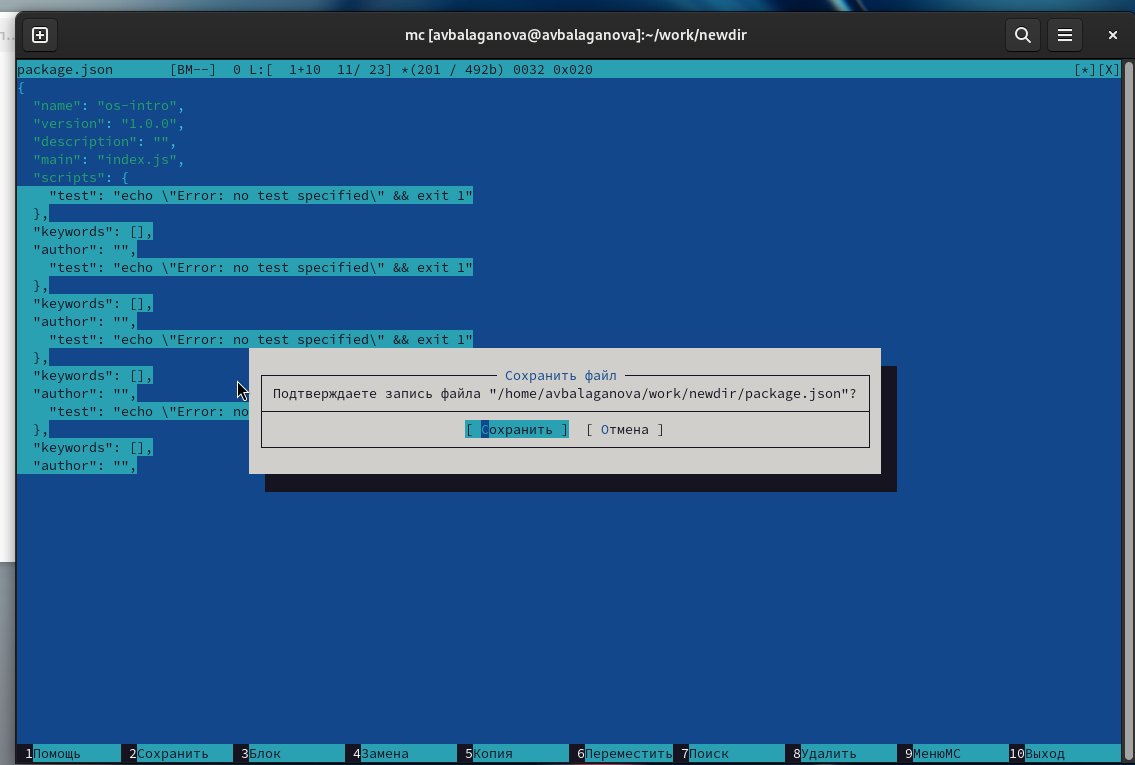 mc [avbalaganova@avbalaganova]:~/work/newdir
package.json [BM--] 0 L:[ 1+10 11/ 23] *(201 / 492b) 0032 0x020 [*][X]
{
"name": "os-intro",
"version": "1.0.0",
"description": "",
"main": "index.js",
"scripts": {
"test": "echo \"Error: no test specified\" && exit 1"
},
"keywords": [],
"author": "",
"test": "echo \"Error: no test specified\" && exit 1"
},
"keywords": [],
"author": "",
"test": "echo \"Error: no test specified\" && exit 1"
},
"keywords": [],
"author": "",
"test": "echo \"Error: no
},
"keywords": [],
"author": "",
Сохранить файл
Подтверждаете запись файла "/home/avbalaganova/work/newdir/package.json"?
[ Сохранить ] [ Отмена ]
1Помощь 2Сохранить 3Блок 4Замена 5Копия 6Переместить 7Поиск 8Удалить 9МенюMC 10Выход